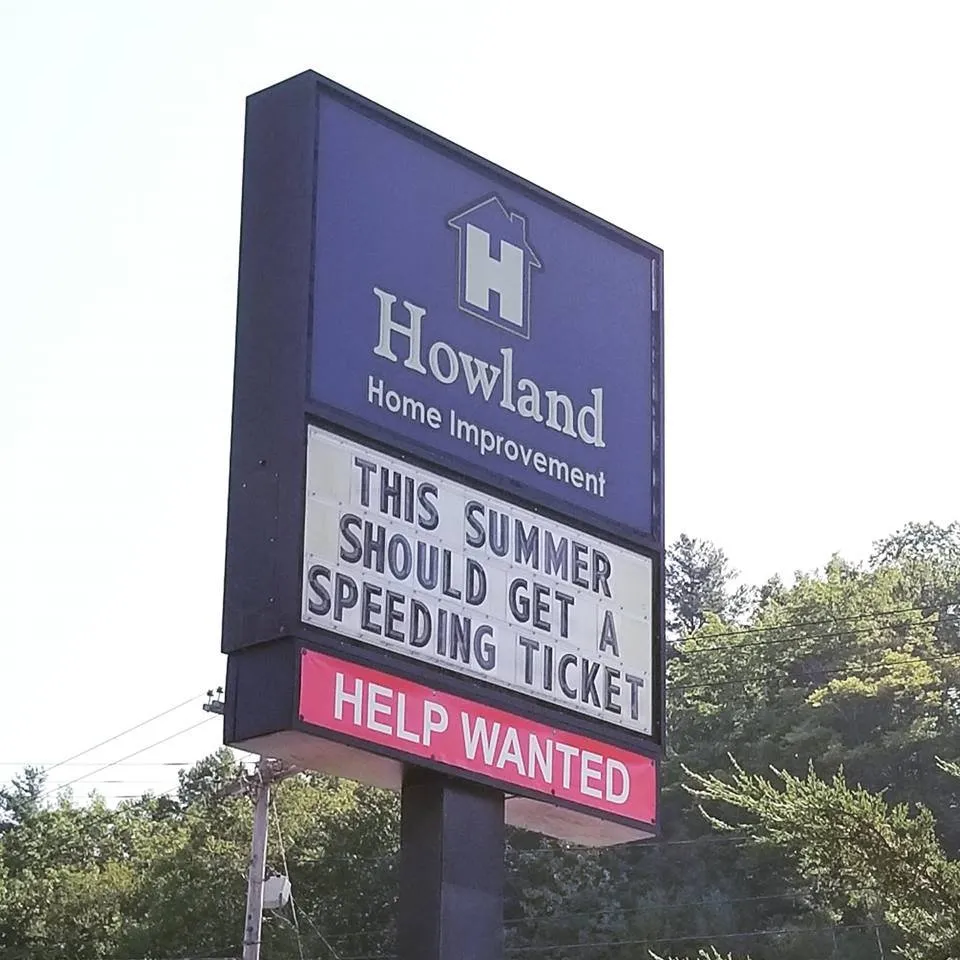 H
Howland
Home Improvement
THIS SUMMER
SHOULD GET A
SPEEDING TICKET
HELP WANTED